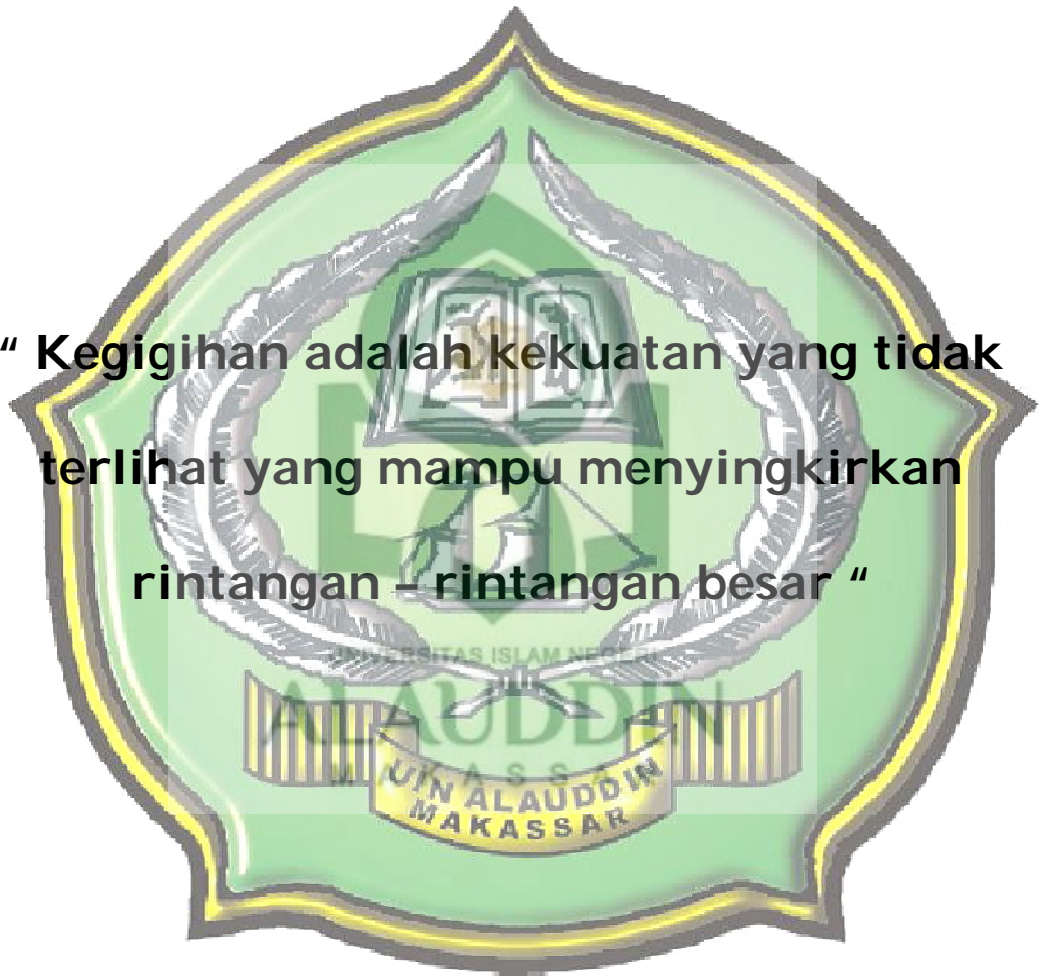 “ Kegigihan adalah kekuatan yang tidak
terlihat yang mampu menyingkirkan
rintangan – rintangan besar “
UNIVERSITAS ISLAM NEGERI
ALAUDDIN
M A K A S S A R
UIN ALAUDDIN
MAKASSAR